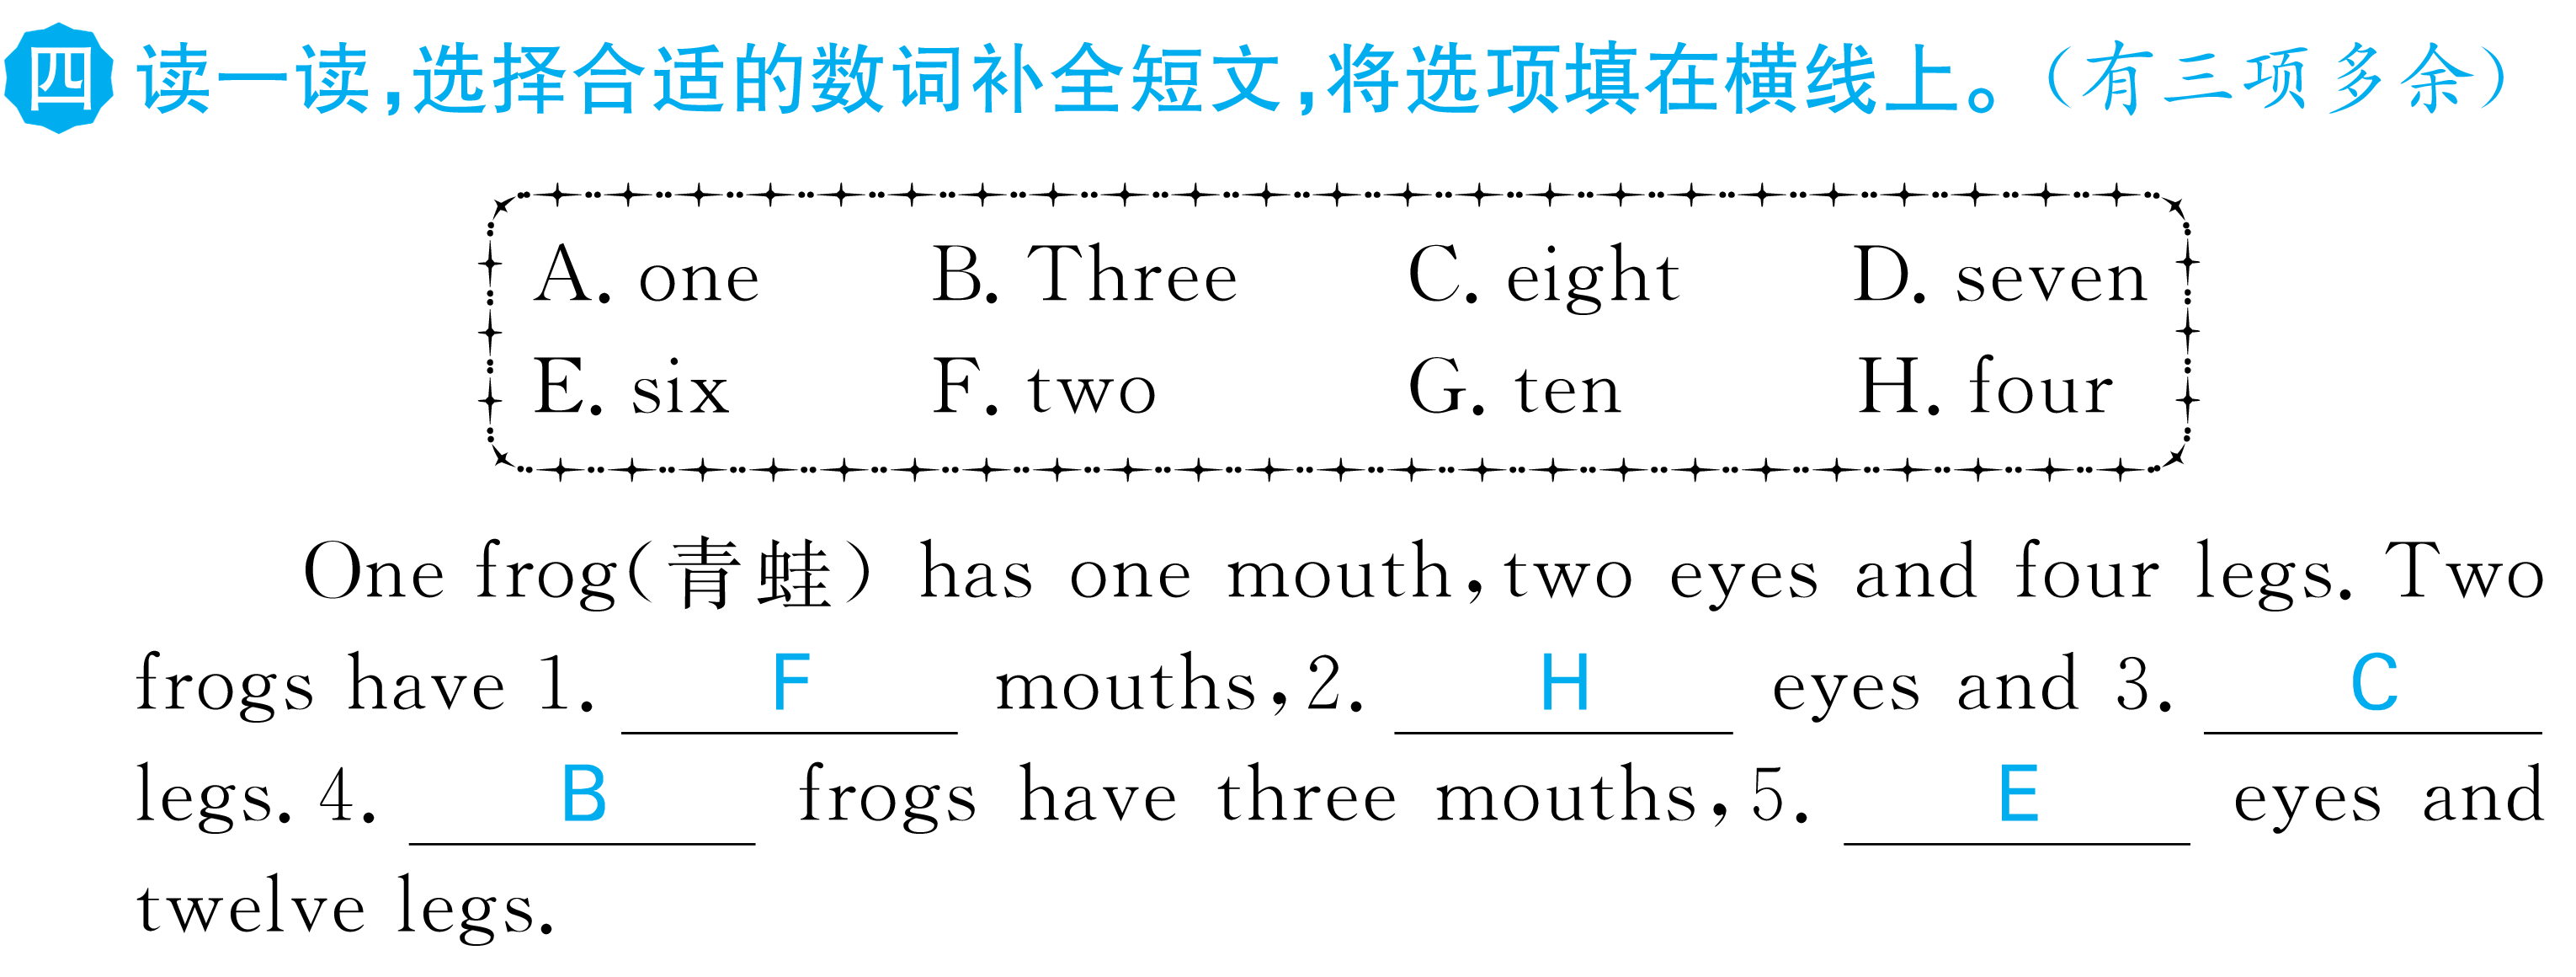 四 读一读,选择合适的数词补全短文,将选项填在横线上。(有三项多余)
A. one B. Three C. eight D. seven
E. six F. two G. ten H. four
One frog(青蛙) has one mouth,two eyes and four legs. Two
frogs have 1. F mouths,2. H eyes and 3. C
legs. 4. B frogs have three mouths,5. E eyes and
twelve legs.